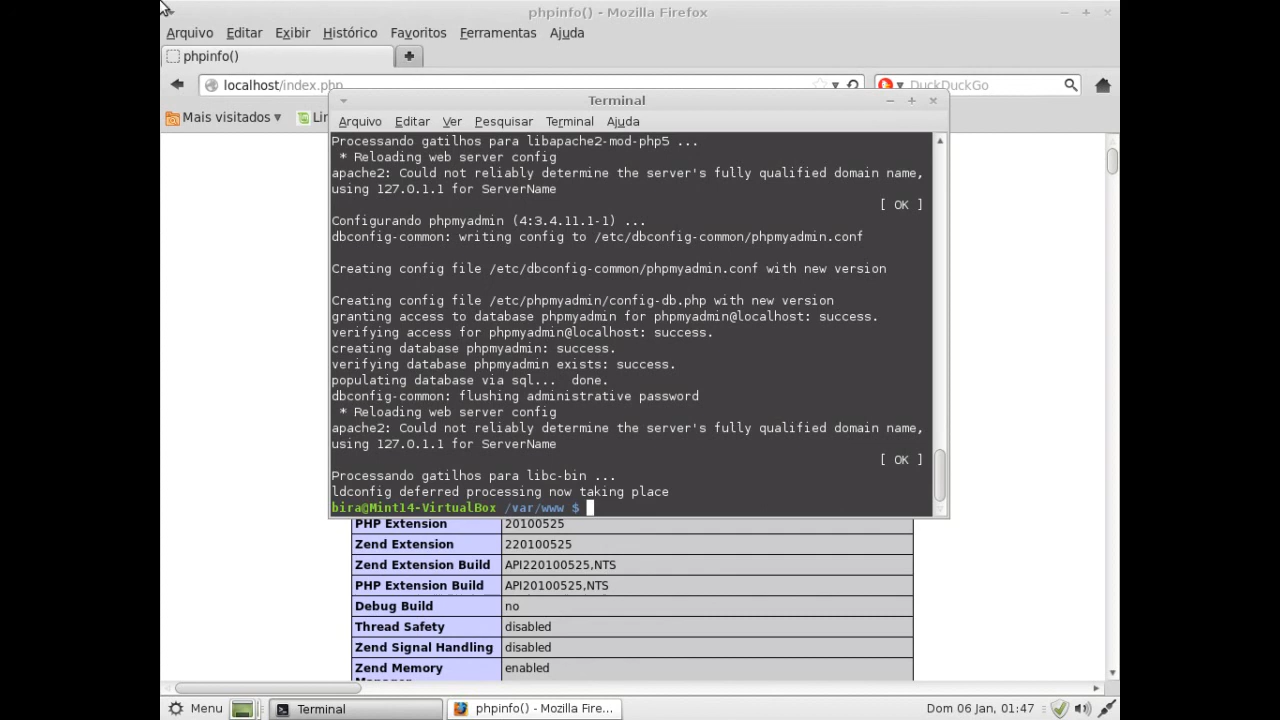 phpinfo() - Mozilla Firefox
Arquivo Editar Exibir Histórico Favoritos Ferramentas Ajuda
phpinfo()
localhost/index.php
DuckDuckGo
Mais visitados
Terminal
Arquivo Editar Ver Pesquisar Terminal Ajuda
Processando gatilhos para libapache2-mod-php5 ...
* Reloading web server config
apache2: Could not reliably determine the server's fully qualified domain name,
using 127.0.1.1 for ServerName
[ OK ]
Configurando phpmyadmin (4:3.4.11.1-1) ...
dbconfig-common: writing config to /etc/dbconfig-common/phpmyadmin.conf
Creating config file /etc/dbconfig-common/phpmyadmin.conf with new version
Creating config file /etc/phpmyadmin/config-db.php with new version
granting access to database phpmyadmin for phpmyadmin@localhost: success.
verifying access for phpmyadmin@localhost: success.
creating database phpmyadmin: success.
verifying database phpmyadmin exists: success.
populating database via sql... done.
dbconfig-common: flushing administrative password
* Reloading web server config
apache2: Could not reliably determine the server's fully qualified domain name,
using 127.0.1.1 for ServerName
[ OK ]
Processando gatilhos para libc-bin ...
ldconfig deferred processing now taking place
bira@Mint14-VirtualBox /var/www $
PHP Extension 20100525
Zend Extension 220100525
Zend Extension Build API220100525,NTS
PHP Extension Build API20100525,NTS
Debug Build no
Thread Safety disabled
Zend Signal Handling disabled
Zend Memory enabled
Menu Terminal phpinfo() - Mozilla Fire... Dom 06 Jan, 01:47